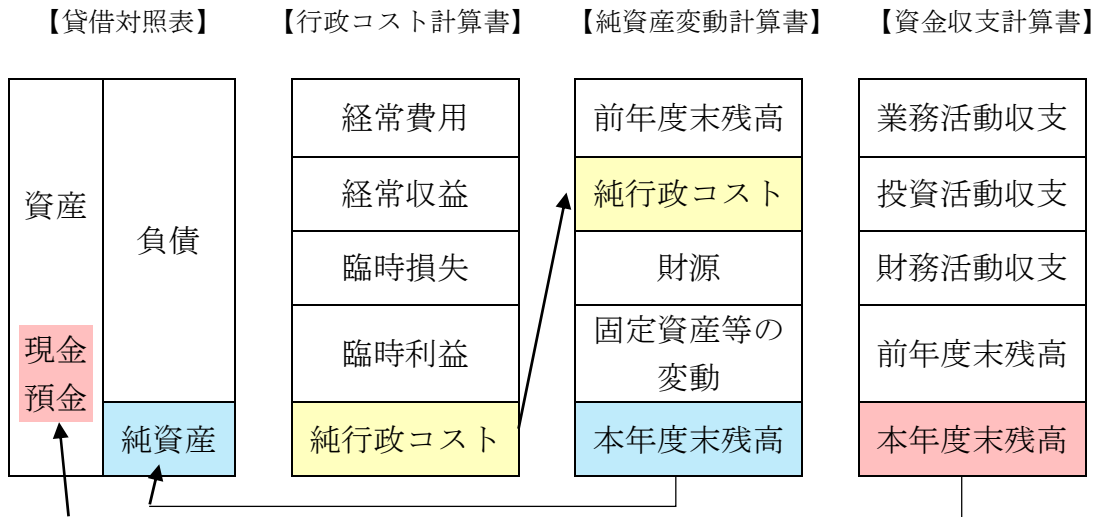 【貸借対照表】
【行政コスト計算書】
【純資産変動計算書】
【資金収支計算書】
資産
現金
預金
負債
純資産
経常費用
経常収益
臨時損失
臨時利益
純行政コスト
前年度末残高
純行政コスト
財源
固定資産等の
変動
本年度末残高
業務活動収支
投資活動収支
財務活動収支
前年度末残高
本年度末残高